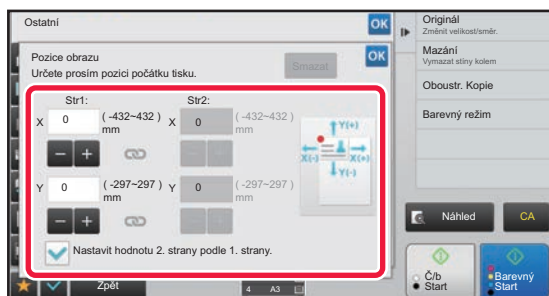 Ostatní
OK
Pozice obrazu
Určete prosím pozici počátku tisku.
Smazat
OK
Str1:
Str2:
X 0 (-432~432) mm
X 0 (-432~432) mm
- +
Y 0 (-297~297) mm
Y 0 (-297~297) mm
- +
Y(+)
X(-) X(+)
Y(-)
Nastavit hodnotu 2. strany podle 1. strany.
Zpět
4 A3
Originál
Změnit velikost/směr.
Mazání
Vymazat stíny kolem
Oboustr. Kopie
Barevný režim
Náhled
CA
Č/b
Start
Barevný
Start